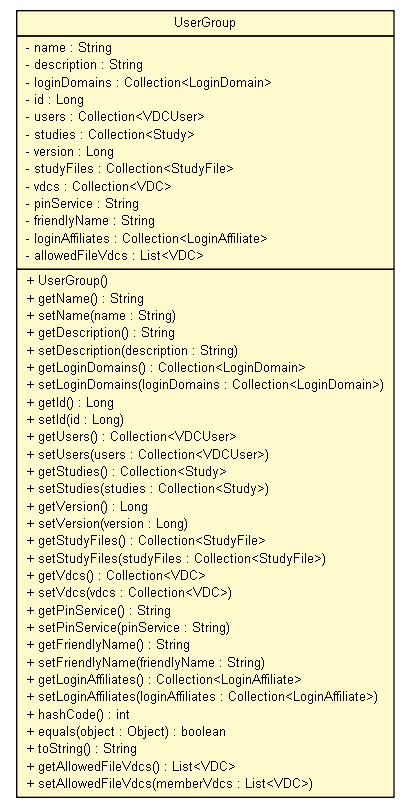 UserGroup
- name : String
- description : String
- loginDomains : Collection<LoginDomain>
- id : Long
- users : Collection<VDCUser>
- studies : Collection<Study>
- version : Long
- studyFiles : Collection<StudyFile>
- vdcs : Collection<VDC>
- pinService : String
- friendlyName : String
- loginAffiliates : Collection<LoginAffiliate>
- allowedFileVdcs : List<VDC>
+ UserGroup()
+ getName() : String
+ setName(name : String)
+ getDescription() : String
+ setDescription(description : String)
+ getLoginDomains() : Collection<LoginDomain>
+ setLoginDomains(loginDomains : Collection<LoginDomain>)
+ getId() : Long
+ setId(id : Long)
+ getUsers() : Collection<VDCUser>
+ setUsers(users : Collection<VDCUser>)
+ getStudies() : Collection<Study>
+ setStudies(studies : Collection<Study>)
+ getVersion() : Long
+ setVersion(version : Long)
+ getStudyFiles() : Collection<StudyFile>
+ setStudyFiles(studyFiles : Collection<StudyFile>)
+ getVdcs() : Collection<VDC>
+ setVdcs(vdcs : Collection<VDC>)
+ getPinService() : String
+ setPinService(pinService : String)
+ getFriendlyName() : String
+ setFriendlyName(friendlyName : String)
+ getLoginAffiliates() : Collection<LoginAffiliate>
+ setLoginAffiliates(loginAffiliates : Collection<LoginAffiliate>)
+ hashCode() : int
+ equals(object : Object) : boolean
+ toString() : String
+ getAllowedFileVdcs() : List<VDC>
+ setAllowedFileVdcs(memberVdcs : List<VDC>)